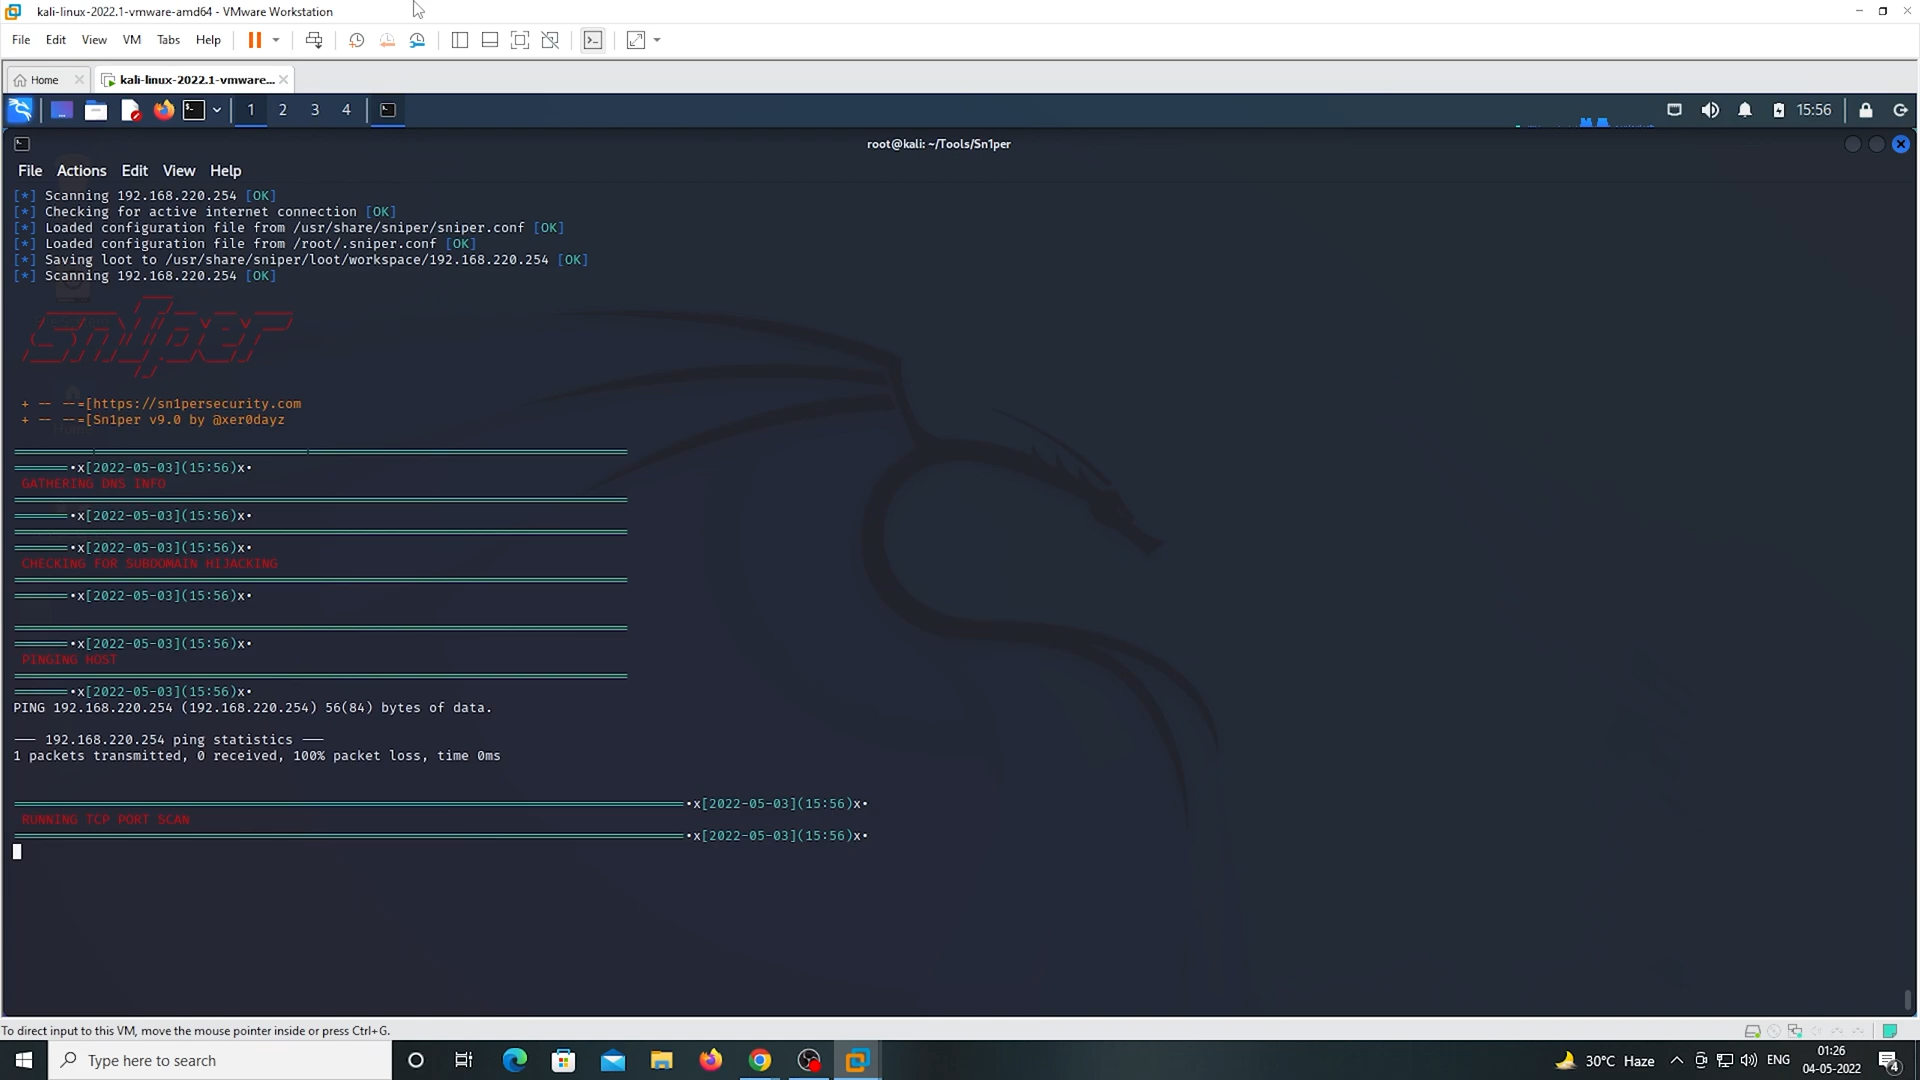 kali-linux-2022.1-vmware-amd64 - VMware Workstation
File Edit View VM Tabs Help
Home kali-linux-2022.1-vmware...
1 2 3 4 15:56
root@kali: ~/Tools/Sn1per
File Actions Edit View Help
[*] Scanning 192.168.220.254 [OK]
[*] Checking for active internet connection [OK]
[*] Loaded configuration file from /usr/share/sniper/sniper.conf [OK]
[*] Loaded configuration file from /root/.sniper.conf [OK]
[*] Saving loot to /usr/share/sniper/loot/workspace/192.168.220.254 [OK]
[*] Scanning 192.168.220.254 [OK]
sn1per
+ -- --=[https://sn1persecurity.com
+ -- --=[Sn1per v9.0 by @xer0dayz
•x[2022-05-03](15:56)x•
GATHERING DNS INFO
•x[2022-05-03](15:56)x•
•x[2022-05-03](15:56)x•
CHECKING FOR SUBDOMAIN HIJACKING
•x[2022-05-03](15:56)x•
•x[2022-05-03](15:56)x•
PINGING HOST
•x[2022-05-03](15:56)x•
PING 192.168.220.254 (192.168.220.254) 56(84) bytes of data.
--- 192.168.220.254 ping statistics ---
1 packets transmitted, 0 received, 100% packet loss, time 0ms
•x[2022-05-03](15:56)x•
RUNNING TCP PORT SCAN
•x[2022-05-03](15:56)x•
To direct input to this VM, move the mouse pointer inside or press Ctrl+G.
Type here to search
30°C Haze ENG
01:26
04-05-2022
4